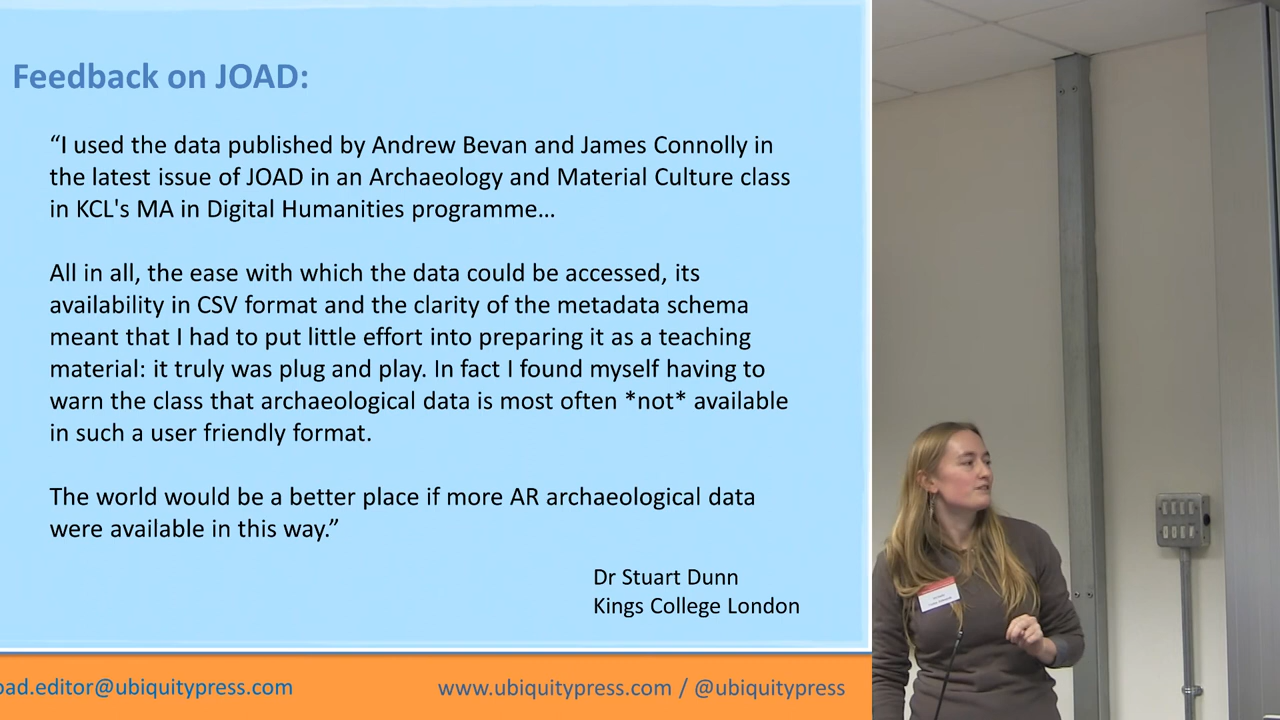 Feedback on JOAD:
“I used the data published by Andrew Bevan and James Connolly in
the latest issue of JOAD in an Archaeology and Material Culture class
in KCL's MA in Digital Humanities programme…
All in all, the ease with which the data could be accessed, its
availability in CSV format and the clarity of the metadata schema
meant that I had to put little effort into preparing it as a teaching
material: it truly was plug and play. In fact I found myself having to
warn the class that archaeological data is most often *not* available
in such a user friendly format.
The world would be a better place if more AR archaeological data
were available in this way.”
Dr Stuart Dunn
Kings College London
oad.editor@ubiquitypress.com
www.ubiquitypress.com / @ubiquitypress